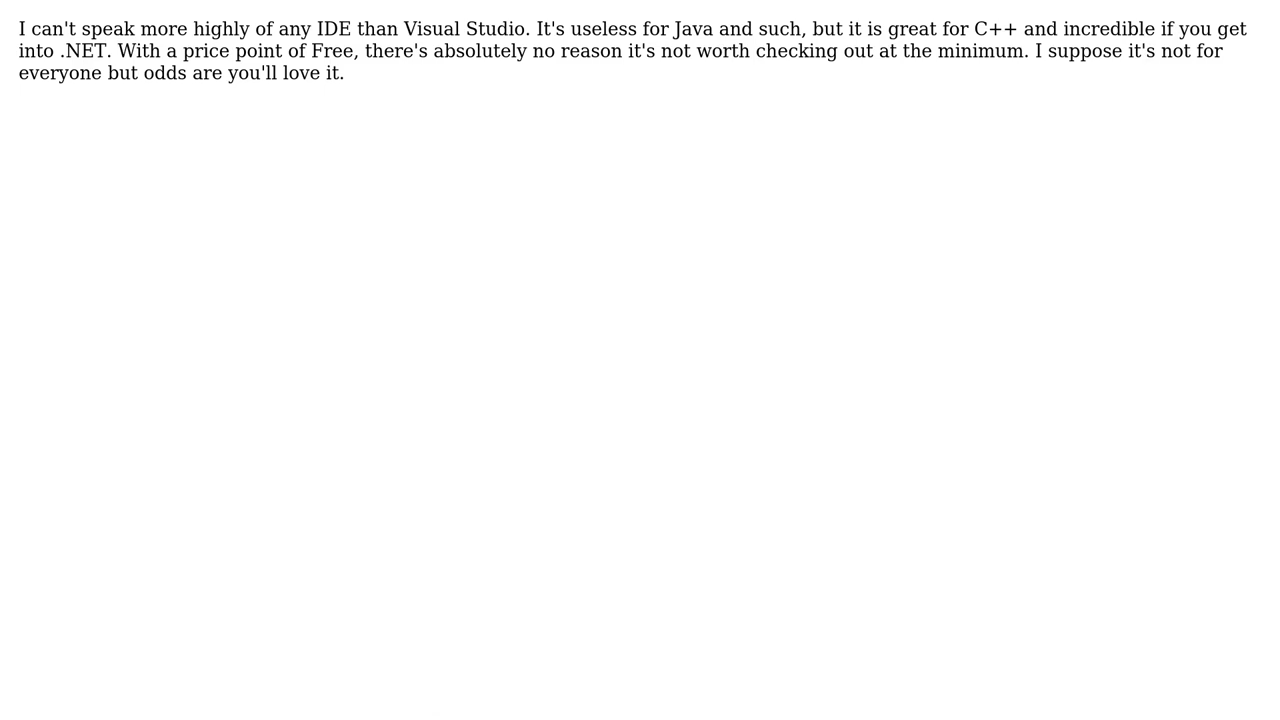 I can't speak more highly of any IDE than Visual Studio. It's useless for Java and such, but it is great for C++ and incredible if you get
into .NET. With a price point of Free, there's absolutely no reason it's not worth checking out at the minimum. I suppose it's not for
everyone but odds are you'll love it.